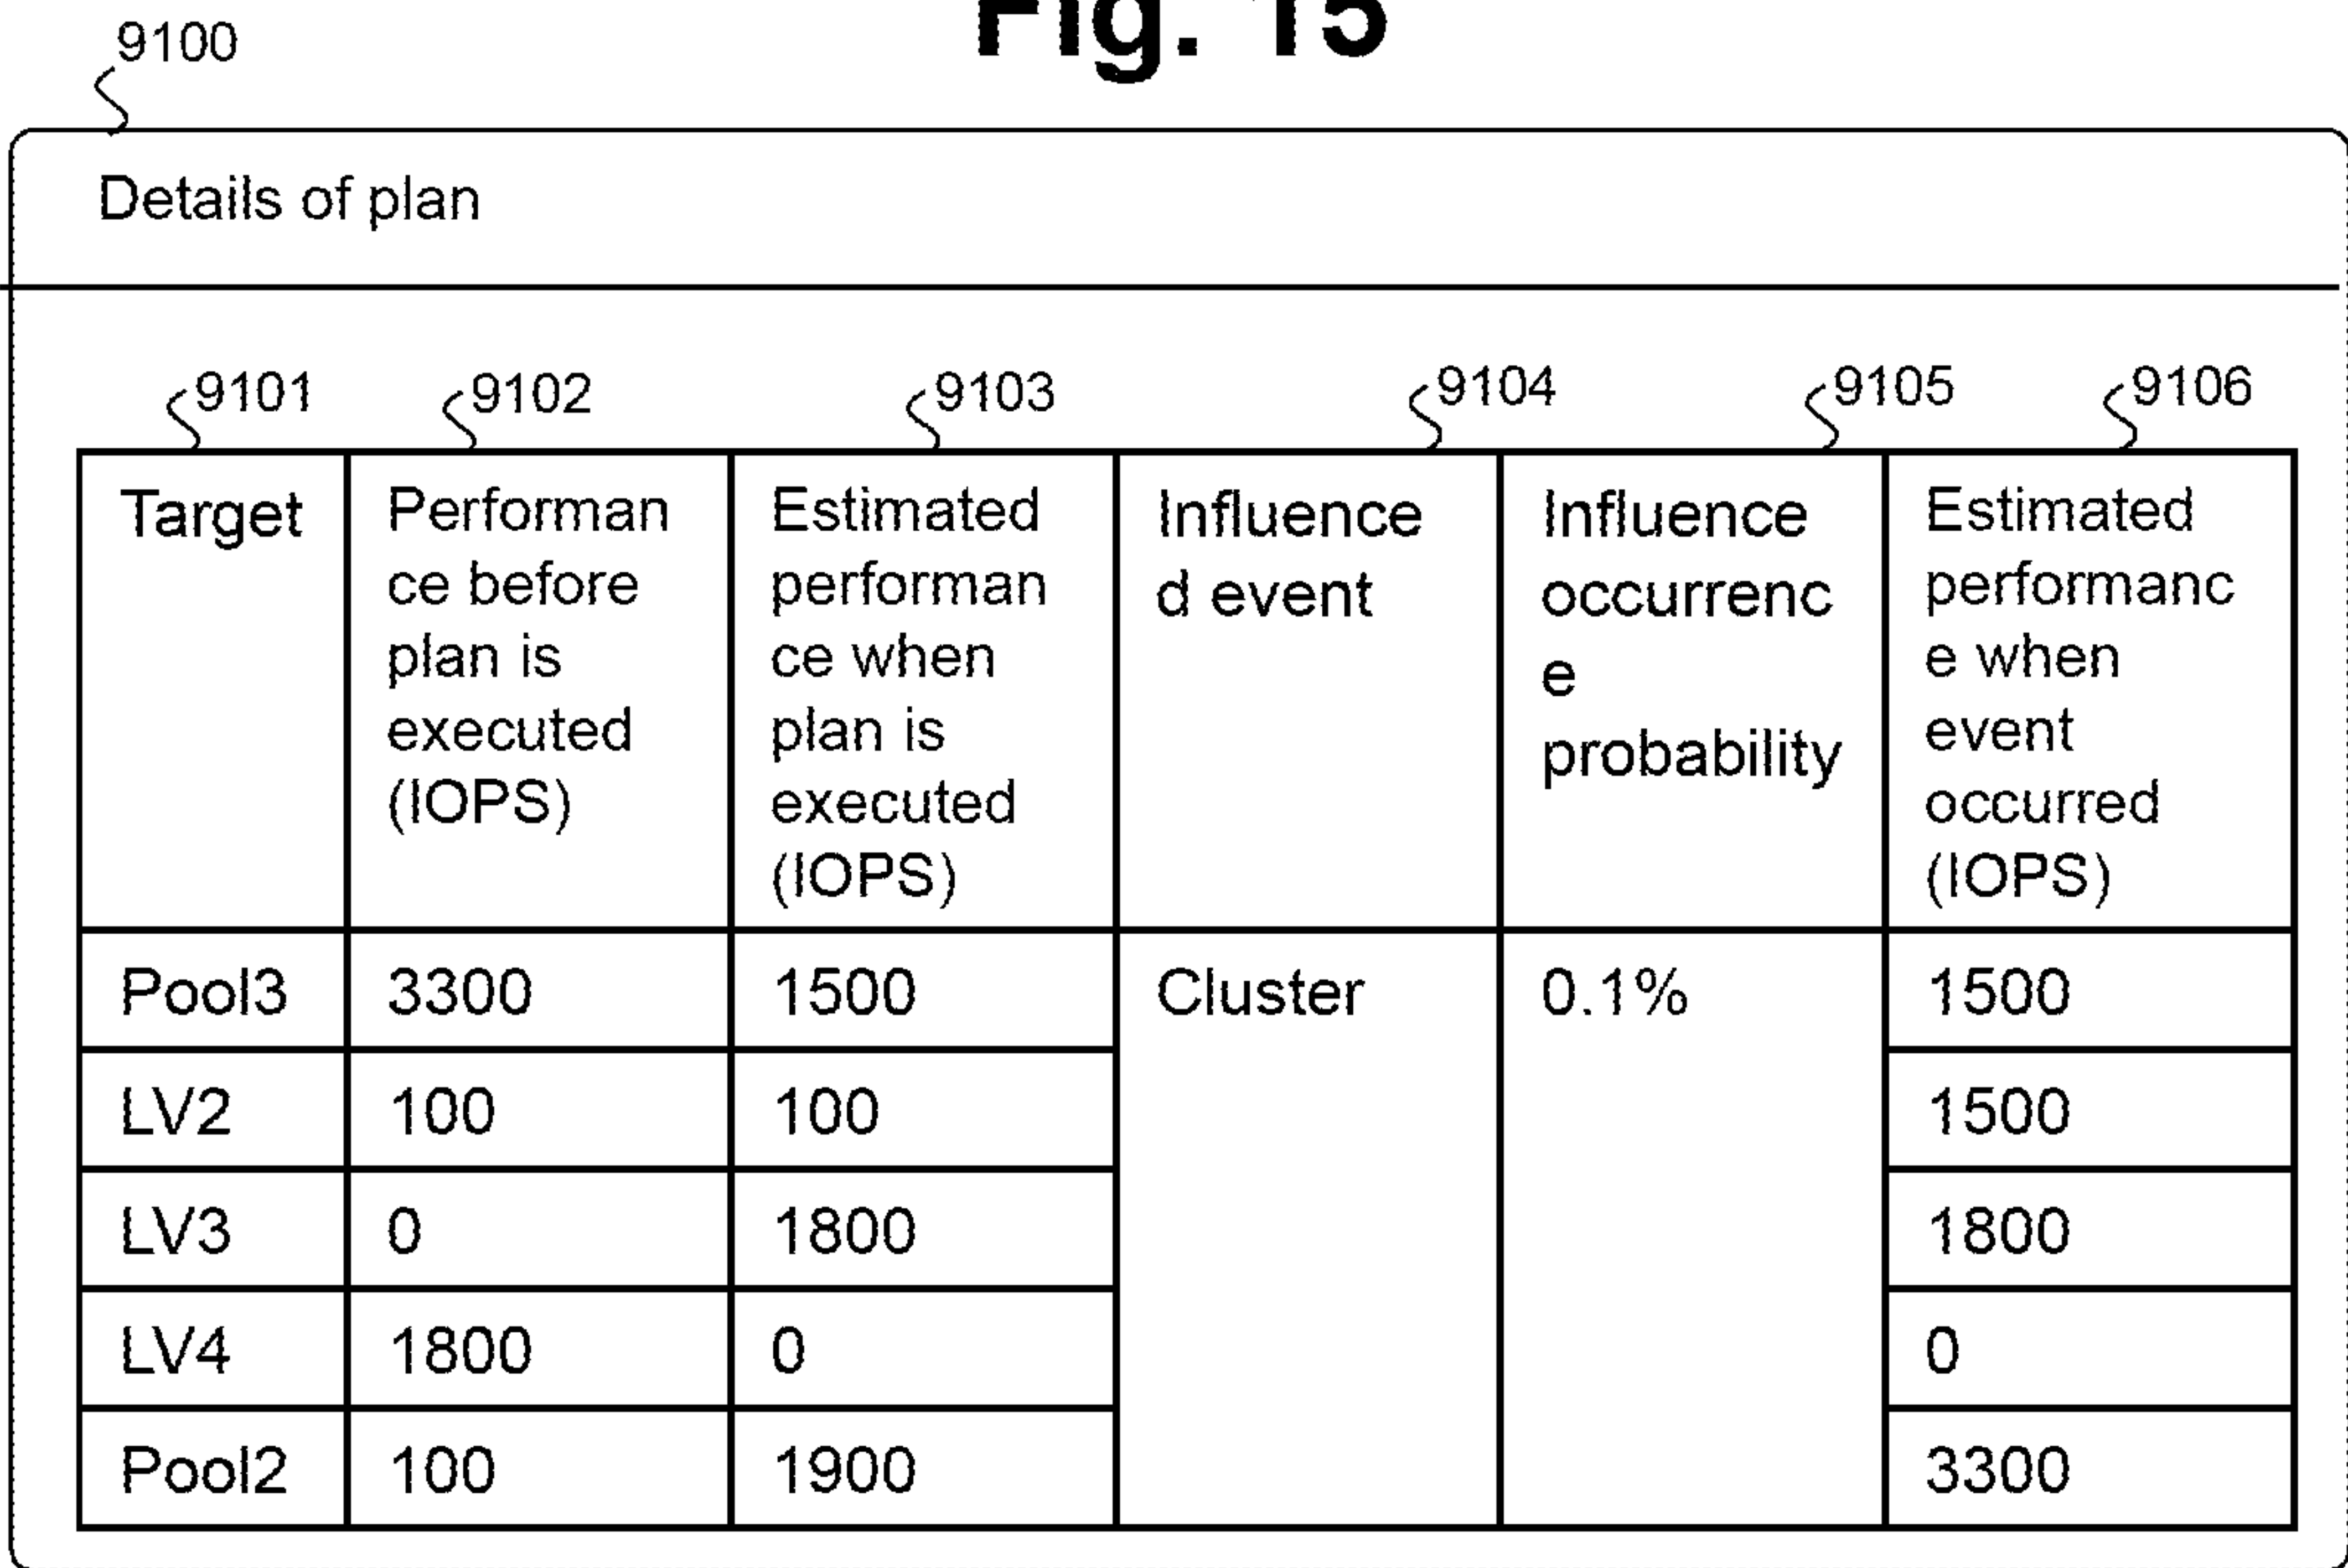 Fig. 15
9100
Details of plan
9101 9102 9103 9104 9105 9106
Target
Performan
ce before
plan is
executed
(IOPS)
Estimated
performan
ce when
plan is
executed
(IOPS)
Influence
d event
Influence
occurrenc
e
probability
Estimated
performanc
e when
event
occurred
(IOPS)
Pool3 3300 1500 Cluster 0.1% 1500
LV2 100 100 1500
LV3 0 1800 1800
LV4 1800 0 0
Pool2 100 1900 3300